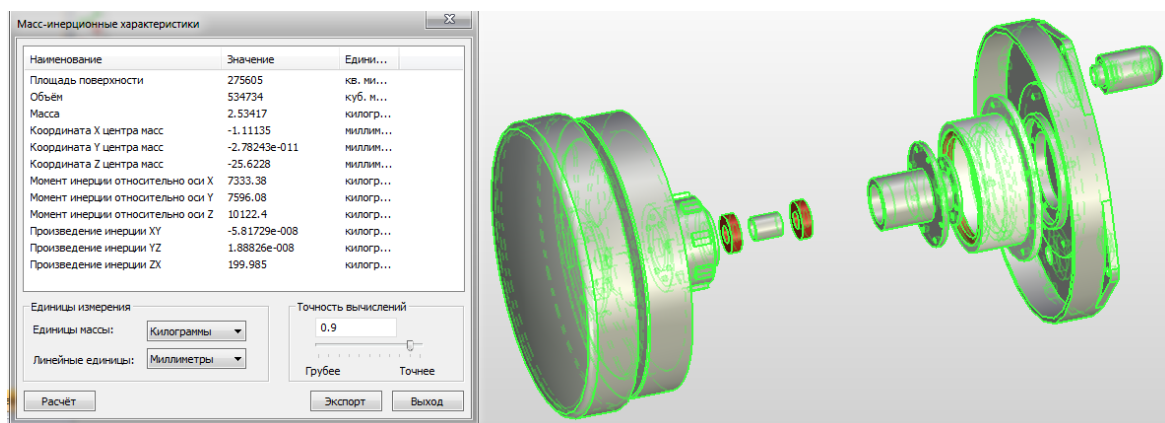 Масс-инерционные характеристики
Наименование Значение Едини...
Площадь поверхности 275605 кв. ми...
Объём 534734 куб. м...
Масса 2.53417 килогр...
Координата X центра масс -1.11135 миллим...
Координата Y центра масс -2.78243e-011 миллим...
Координата Z центра масс -25.6228 миллим...
Момент инерции относительно оси X 7333.38 килогр...
Момент инерции относительно оси Y 7596.08 килогр...
Момент инерции относительно оси Z 10122.4 килогр...
Произведение инерции XY -5.81729e-008 килогр...
Произведение инерции YZ 1.88826e-008 килогр...
Произведение инерции ZX 199.985 килогр...
Единицы измерения Точность вычислений
Единицы массы: Килограммы 0.9
Линейные единицы: Миллиметры
Грубее Точнее
Расчёт Экспорт Выход